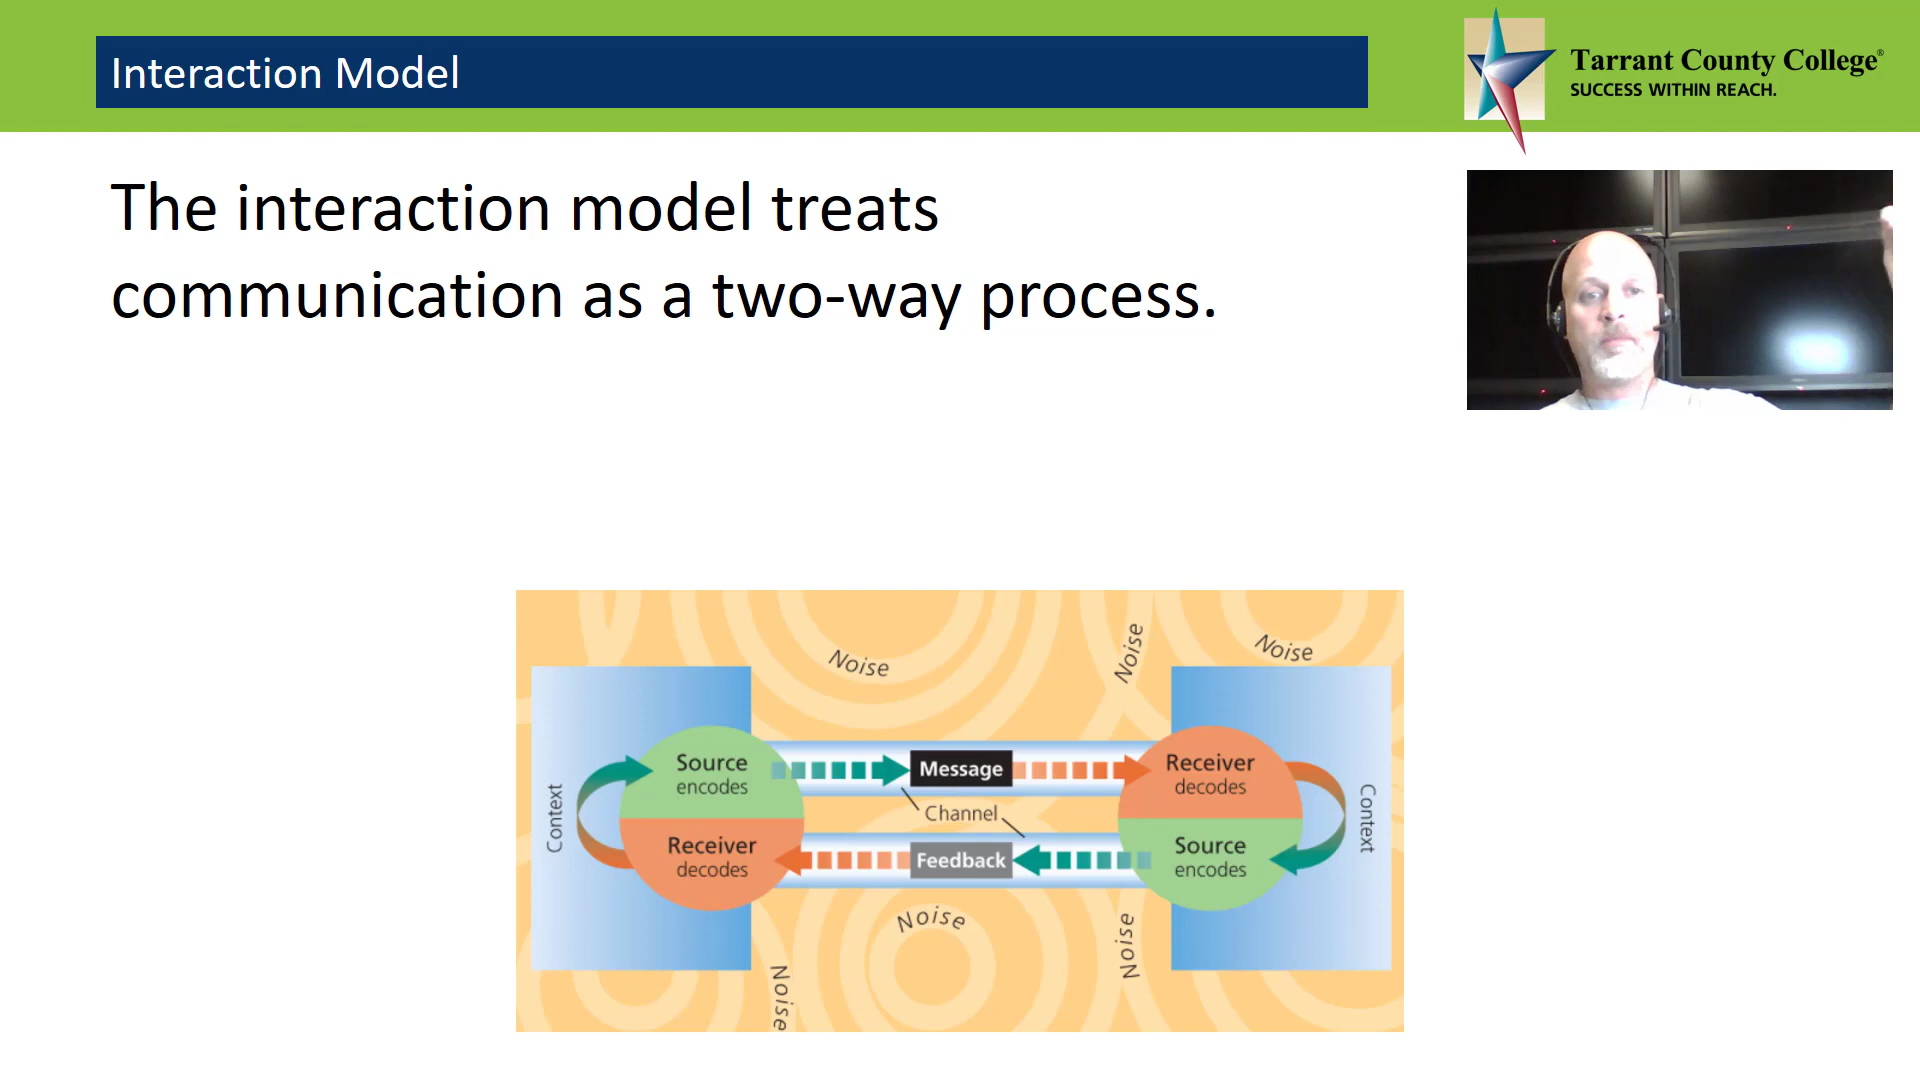 Interaction Model
Tarrant County College®
SUCCESS WITHIN REACH.
The interaction model treats
communication as a two-way process.
Noise
Noise
Noise
Context
Source
encodes
Message
Receiver
decodes
Context
Channel
Receiver
decodes
Feedback
Source
encodes
Noise
Noise
Noise